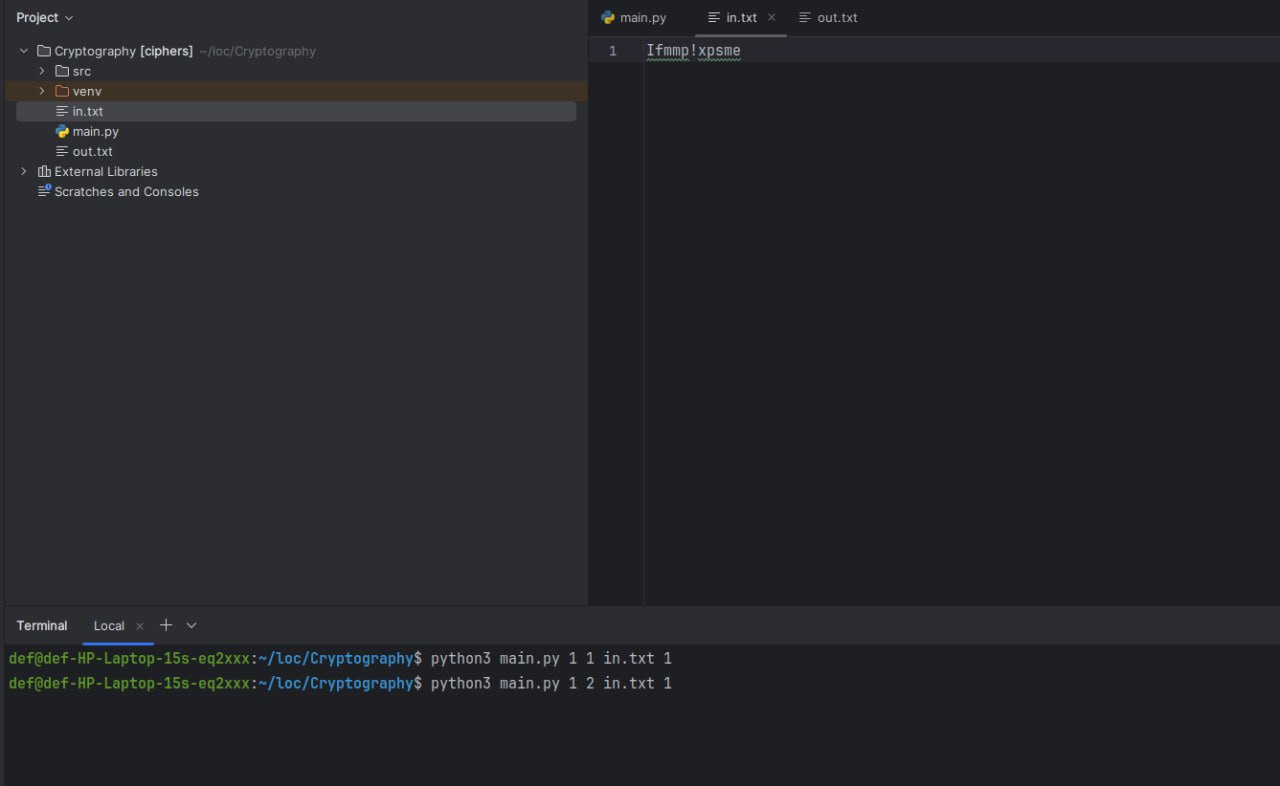 Project
main.py in.txt out.txt
Cryptography [ciphers] ~/loc/Cryptography
1 Ifmmp!xpsme
src
venv
in.txt
main.py
out.txt
External Libraries
Scratches and Consoles
Terminal Local
def@def-HP-Laptop-15s-eq2xxx:~/loc/Cryptography$ python3 main.py 1 1 in.txt 1
def@def-HP-Laptop-15s-eq2xxx:~/loc/Cryptography$ python3 main.py 1 2 in.txt 1